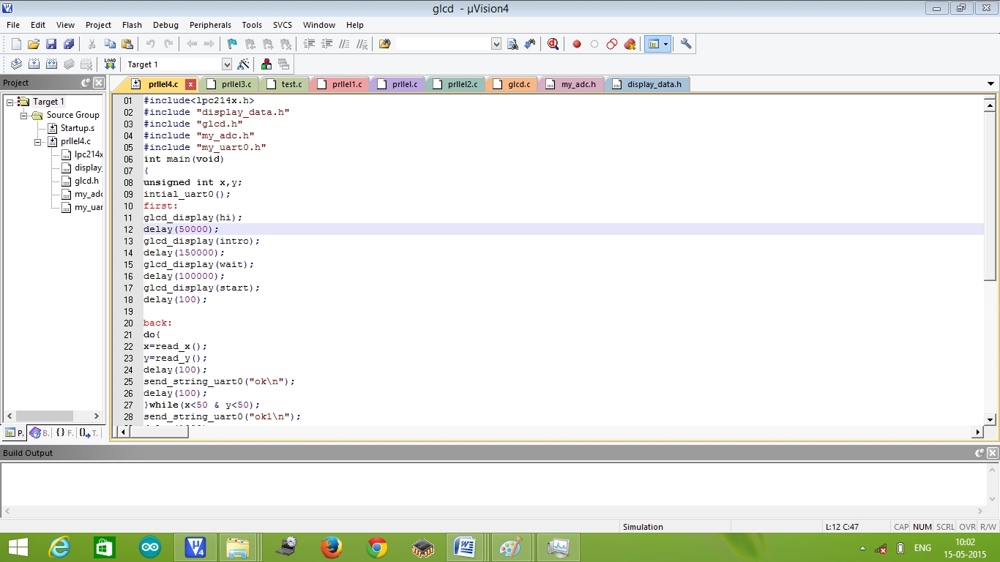 glcd - µVision4
File Edit View Project Flash Debug Peripherals Tools SVCS Window Help
LOAD Target 1
Project
prllel4.c prllel3.c test.c prllel1.c prllel.c prllel2.c glcd.c my_adc.h display_data.h
Target 1
Source Group
Startup.s
prllel4.c
lpc214x
display_
glcd.h
my_adc
my_uar
P. B. {} F. 0 T.
01 #include<lpc214x.h>
02 #include "display_data.h"
03 #include "glcd.h"
04 #include "my_adc.h"
05 #include "my_uart0.h"
06 int main(void)
07 {
08 unsigned int x,y;
09 intial_uart0();
10 first:
11 glcd_display(hi);
12 delay(50000);
13 glcd_display(intro);
14 delay(150000);
15 glcd_display(wait);
16 delay(100000);
17 glcd_display(start);
18 delay(100);
19
20 back:
21 do{
22 x=read_x();
23 y=read_y();
24 delay(100);
25 send_string_uart0("ok\n");
26 delay(100);
27 }while(x<50 & y<50);
28 send_string_uart0("ok1\n");
Build Output
Simulation L:12 C:47 CAP NUM SCRL OVR R/W
ENG
10:02
15-05-2015